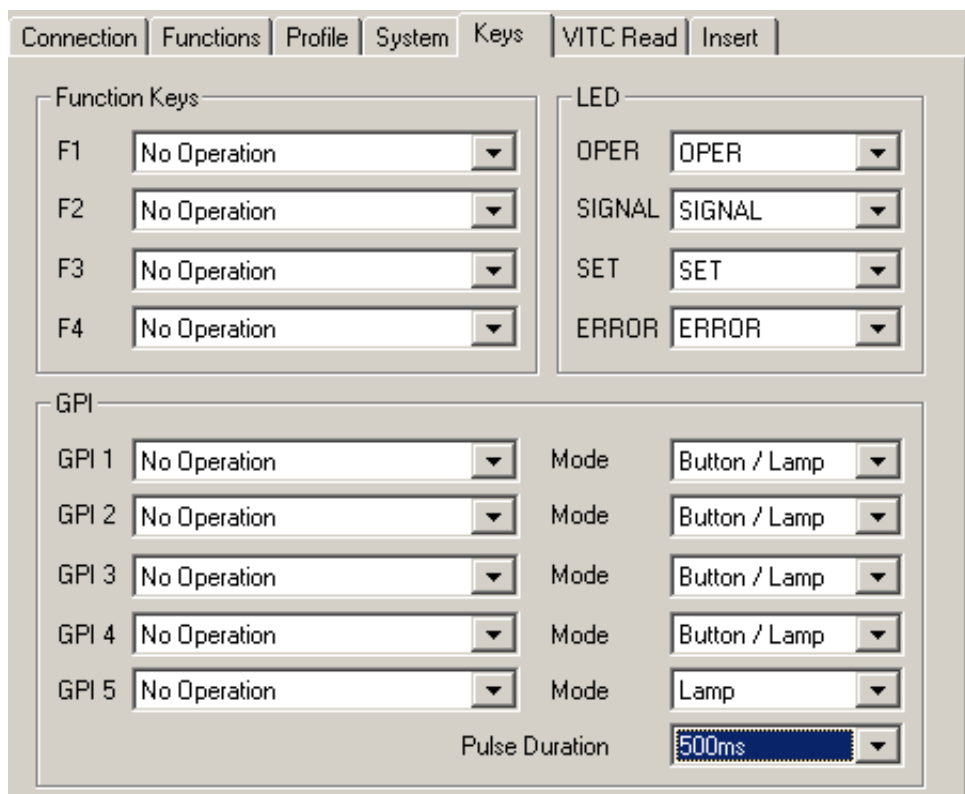 Connection Functions Profile System Keys VITC Read Insert
Function Keys
F1 No Operation
F2 No Operation
F3 No Operation
F4 No Operation
LED
OPER OPER
SIGNAL SIGNAL
SET SET
ERROR ERROR
GPI
GPI 1 No Operation Mode Button / Lamp
GPI 2 No Operation Mode Button / Lamp
GPI 3 No Operation Mode Button / Lamp
GPI 4 No Operation Mode Button / Lamp
GPI 5 No Operation Mode Lamp
Pulse Duration 500ms